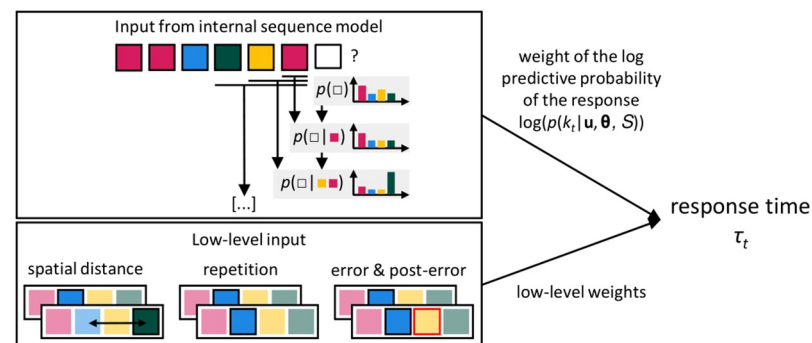 Input from internal sequence model
?
p(□)
p(□|■)
p(□|■■)
[...]
weight of the log
predictive probability
of the response
log(p(kₜ|u, θ, S))
response time
τₜ
Low-level input
spatial distance
repetition
error & post-error
low-level weights